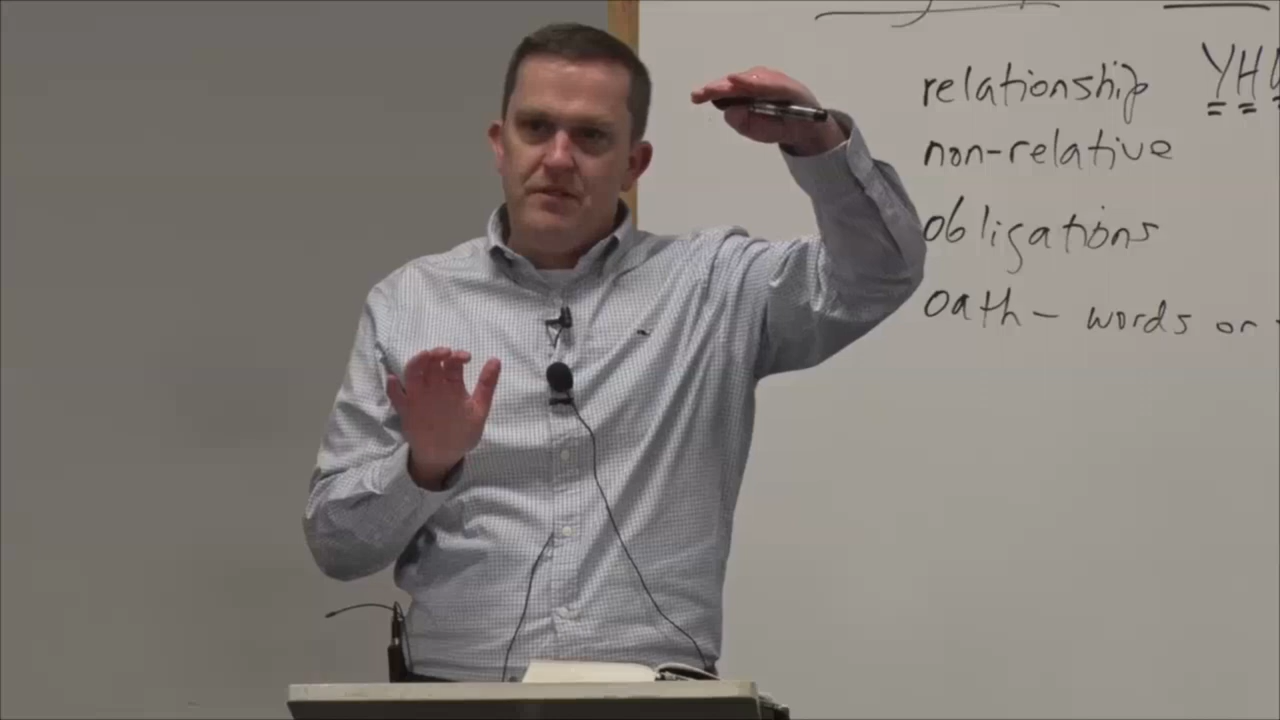 relationship YH
non-relative
obligations
oath - words or